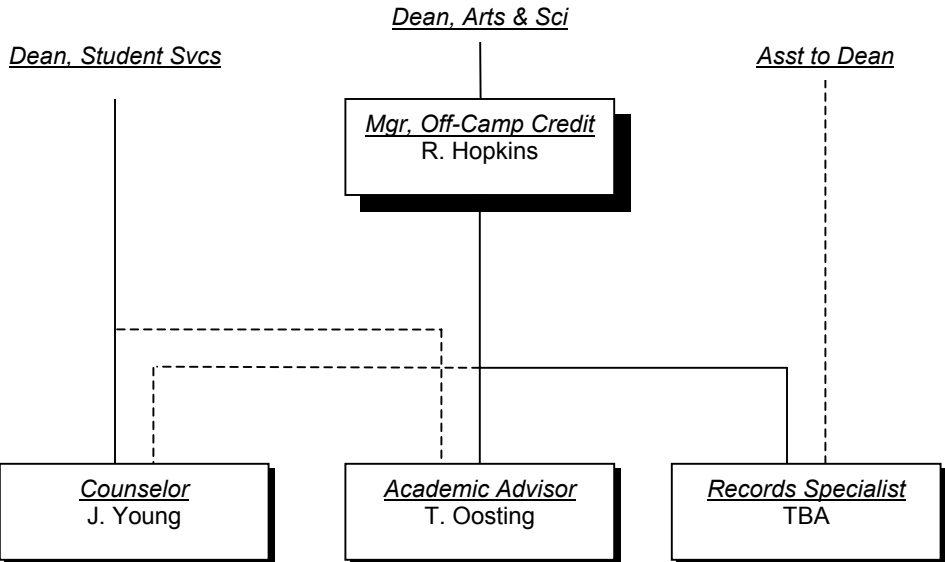 Dean, Arts & Sci
Dean, Student Svcs
Asst to Dean
Mgr, Off-Camp Credit
R. Hopkins
Counselor
J. Young
Academic Advisor
T. Oosting
Records Specialist
TBA